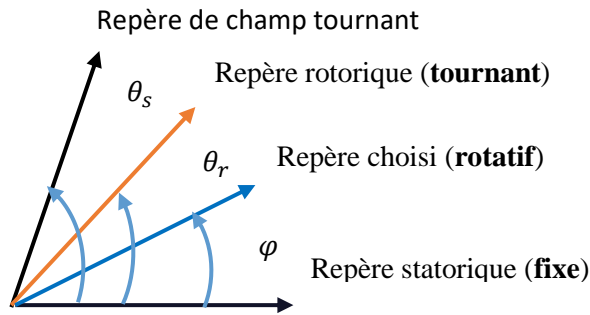 Repère de champ tournant
θs
Repère rotorique (tournant)
θr
Repère choisi (rotatif)
φ
Repère statorique (fixe)